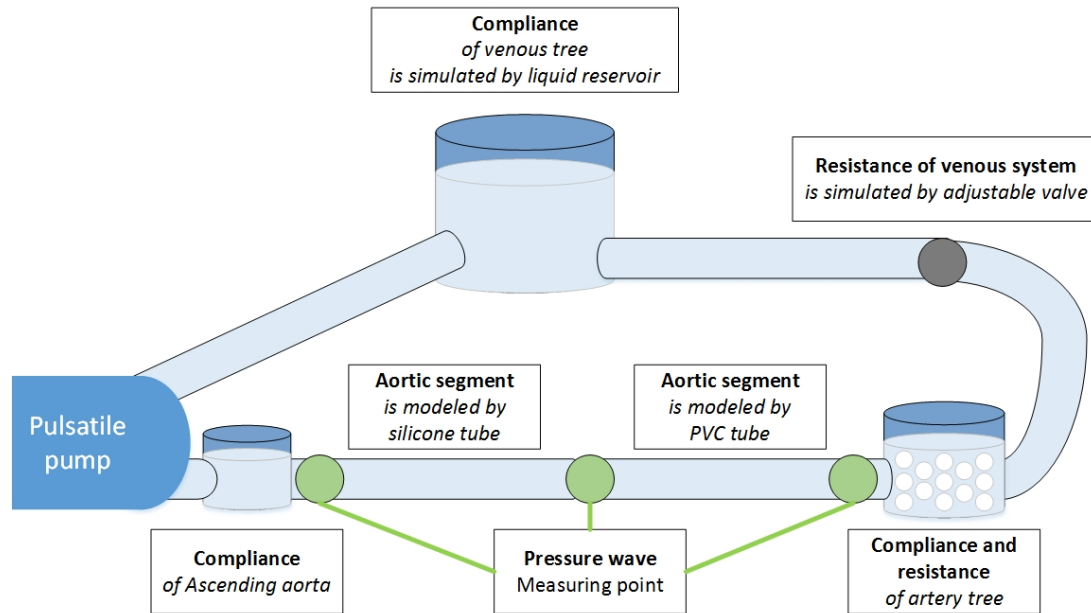 Compliance
of venous tree
is simulated by liquid reservoir
Resistance of venous system
is simulated by adjustable valve
Pulsatile
pump
Aortic segment
is modeled by
silicone tube
Aortic segment
is modeled by
PVC tube
Compliance
of Ascending aorta
Pressure wave
Measuring point
Compliance and
resistance
of artery tree